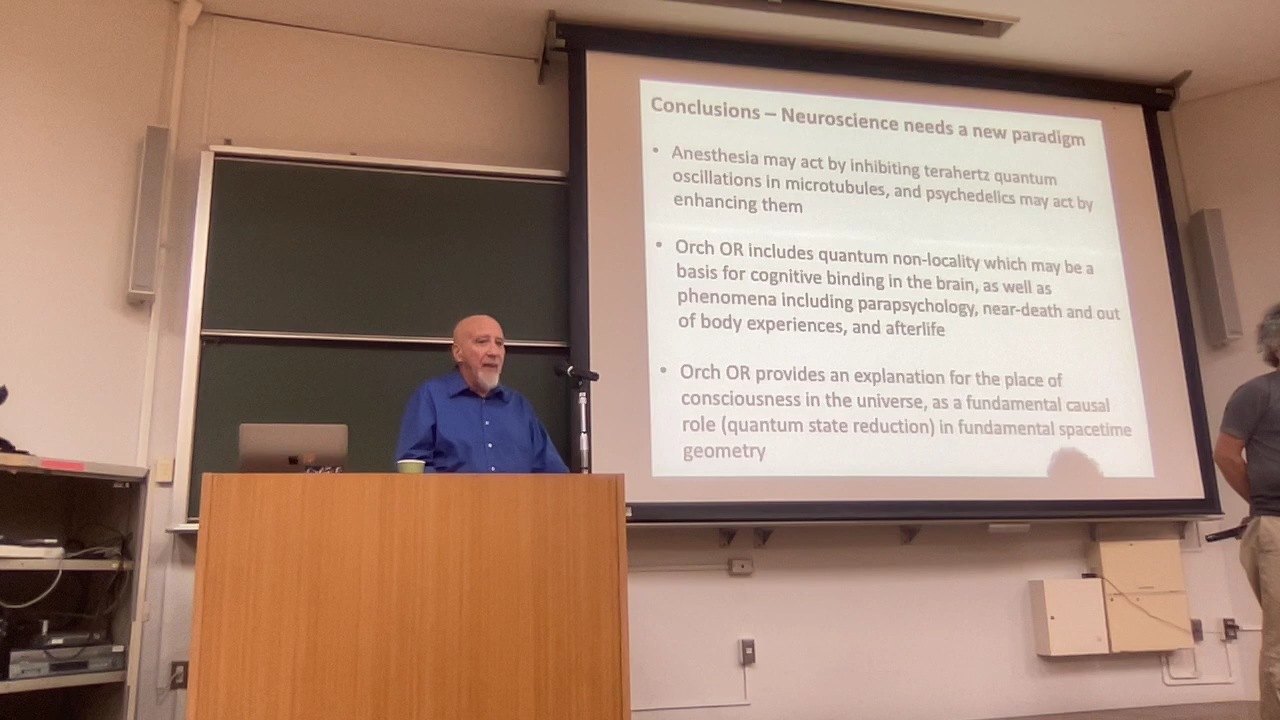 Conclusions – Neuroscience needs a new paradigm
• Anesthesia may act by inhibiting terahertz quantum
oscillations in microtubules, and psychedelics may act by
enhancing them
• Orch OR includes quantum non-locality which may be a
basis for cognitive binding in the brain, as well as
phenomena including parapsychology, near-death and out
of body experiences, and afterlife
• Orch OR provides an explanation for the place of
consciousness in the universe, as a fundamental causal
role (quantum state reduction) in fundamental spacetime
geometry